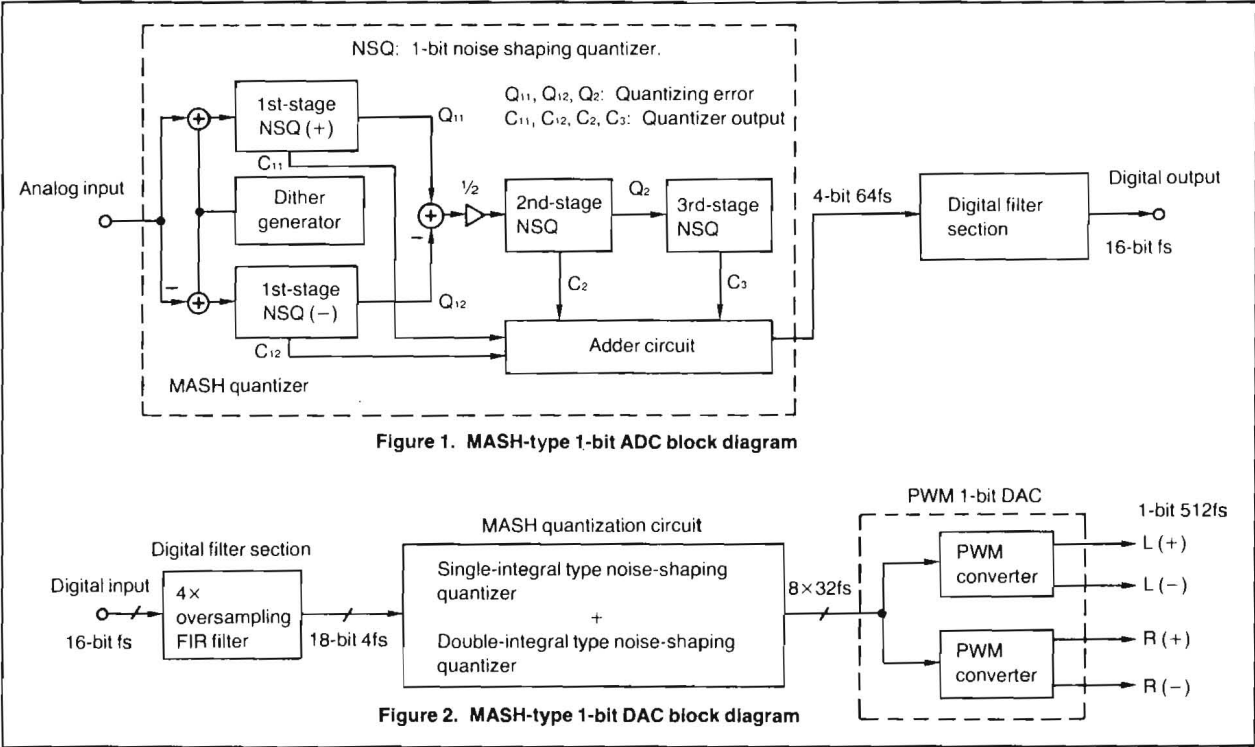 NSQ: 1-bit noise shaping quantizer.
Q₁₁, Q₁₂, Q₂: Quantizing error
C₁₁, C₁₂, C₂, C₃: Quantizer output
1st-stage
NSQ (+)
Q₁₁
C₁₁
Analog input
Dither
generator
½
2nd-stage
NSQ
Q₂
3rd-stage
NSQ
4-bit 64fs
Digital filter
section
Digital output
16-bit fs
−
−
1st-stage
NSQ (−)
Q₁₂
C₂
C₃
C₁₂
Adder circuit
MASH quantizer
Figure 1. MASH-type 1-bit ADC block diagram
PWM 1-bit DAC
MASH quantization circuit
1-bit 512fs
Digital filter section
Digital input
16-bit fs
4×
oversampling
FIR filter
18-bit 4fs
Single-integral type noise-shaping
quantizer
+
Double-integral type noise-shaping
quantizer
8×32fs
PWM
converter
L (+)
L (−)
PWM
converter
R (+)
R (−)
Figure 2. MASH-type 1-bit DAC block diagram